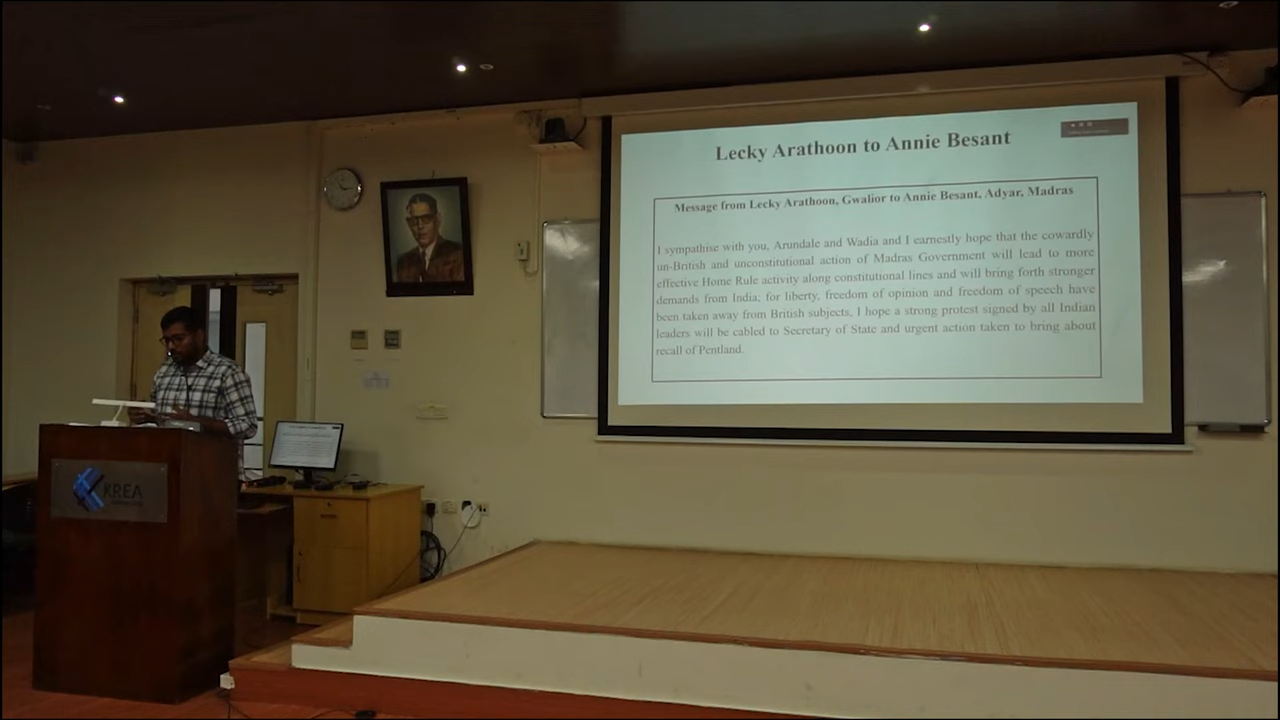 Lecky Arathoon to Annie Besant
Message from Lecky Arathoon, Gwalior to Annie Besant, Adyar, Madras
I sympathise with you, Arundale and Wadia and I earnestly hope that the cowardly
un-British and unconstitutional action of Madras Government will lead to more
effective Home Rule activity along constitutional lines and will bring forth stronger
demands from India; for liberty, freedom of opinion and freedom of speech have
been taken away from British subjects, I hope a strong protest signed by all Indian
leaders will be cabled to Secretary of State and urgent action taken to bring about
recall of Pentland.
KREA